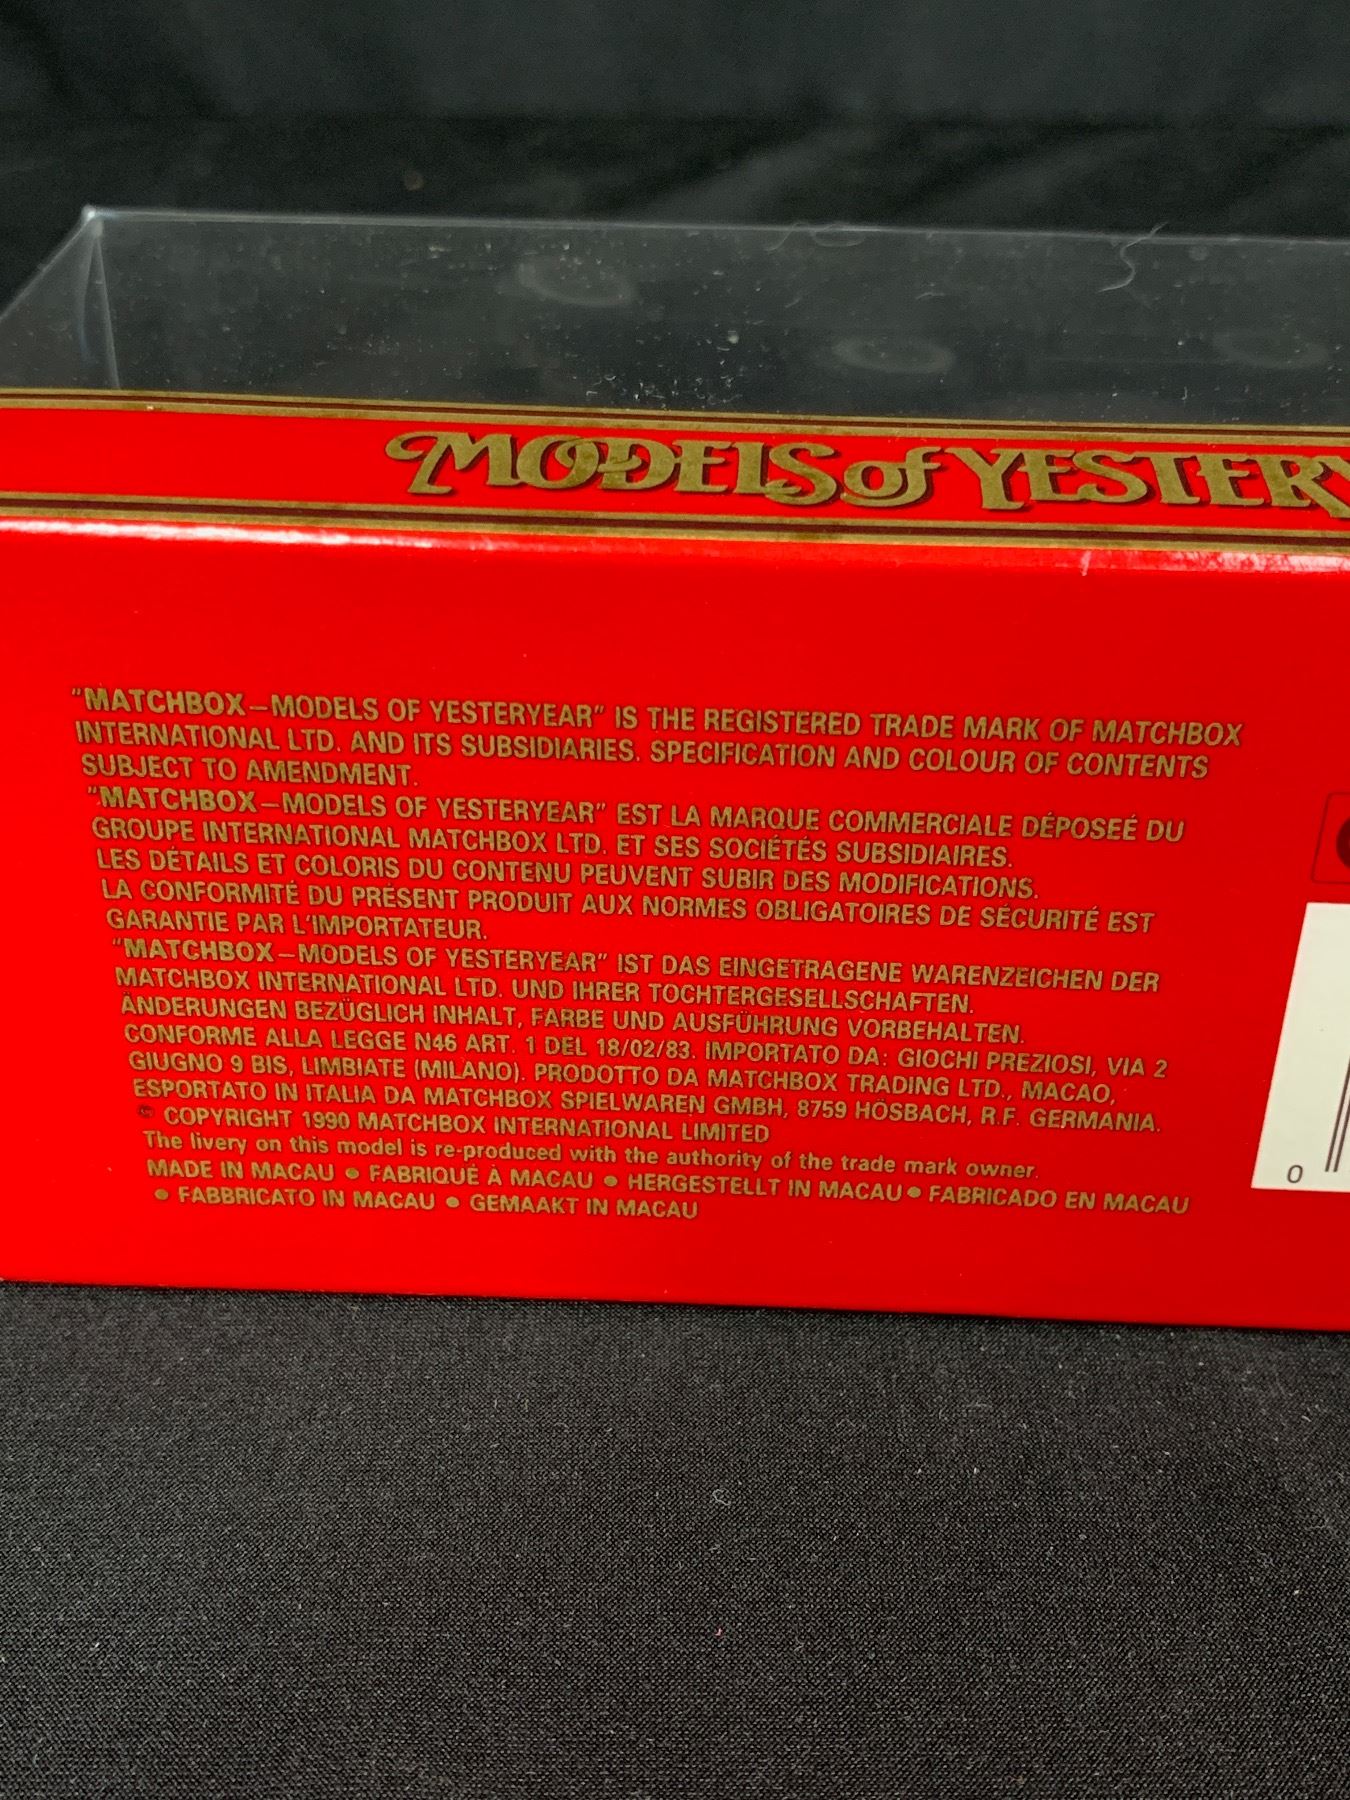 MODELS of YESTERY
"MATCHBOX–MODELS OF YESTERYEAR" IS THE REGISTERED TRADE MARK OF MATCHBOX
INTERNATIONAL LTD. AND ITS SUBSIDIARIES. SPECIFICATION AND COLOUR OF CONTENTS
SUBJECT TO AMENDMENT.
"MATCHBOX–MODELS OF YESTERYEAR" EST LA MARQUE COMMERCIALE DÉPOSEÉ DU
GROUPE INTERNATIONAL MATCHBOX LTD. ET SES SOCIÉTÉS SUBSIDIAIRES.
LES DÉTAILS ET COLORIS DU CONTENU PEUVENT SUBIR DES MODIFICATIONS.
LA CONFORMITÉ DU PRÉSENT PRODUIT AUX NORMES OBLIGATOIRES DE SÉCURITÉ EST
GARANTIE PAR L'IMPORTATEUR.
"MATCHBOX–MODELS OF YESTERYEAR" IST DAS EINGETRAGENE WARENZEICHEN DER
MATCHBOX INTERNATIONAL LTD. UND IHRER TOCHTERGESELLSCHAFTEN.
ÄNDERUNGEN BEZÜGLICH INHALT, FARBE UND AUSFÜHRUNG VORBEHALTEN.
CONFORME ALLA LEGGE N46 ART. 1 DEL 18/02/83. IMPORTATO DA: GIOCHI PREZIOSI, VIA 2
GIUGNO 9 BIS, LIMBIATE (MILANO). PRODOTTO DA MATCHBOX TRADING LTD., MACAO,
ESPORTATO IN ITALIA DA MATCHBOX SPIELWAREN GMBH, 8759 HÖSBACH, R.F. GERMANIA.
© COPYRIGHT 1990 MATCHBOX INTERNATIONAL LIMITED
The livery on this model is re-produced with the authority of the trade mark owner.
MADE IN MACAU ● FABRIQUÉ À MACAU ● HERGESTELLT IN MACAU ● FABRICADO EN MACAU
● FABBRICATO IN MACAU ● GEMAAKT IN MACAU
0